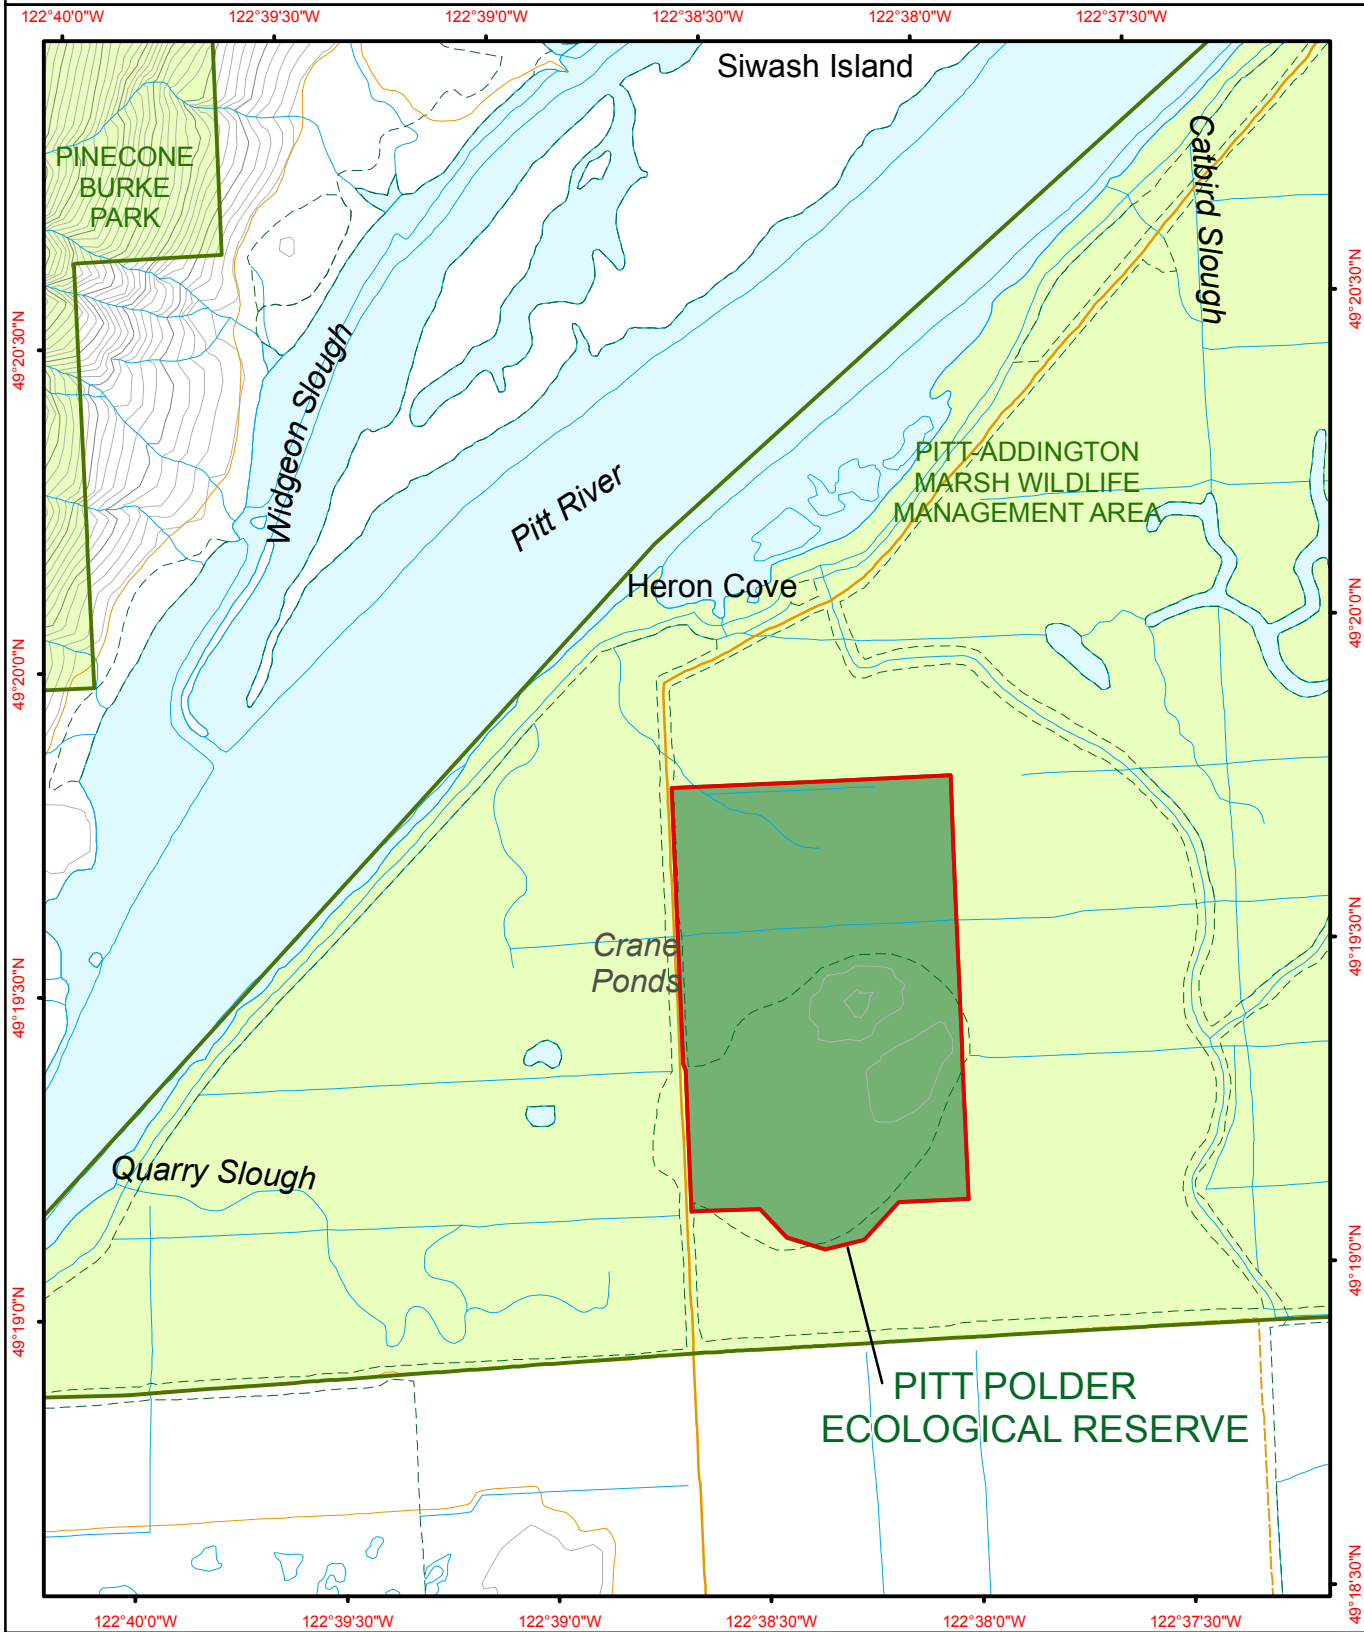 122°40'0"W
122°39'30"W
122°39'0"W
122°38'30"W
122°38'0"W
122°37'30"W
Siwash Island
Catbird Slough
PINECONE
BURKE
PARK
49°20'30"N
49°20'30"N
Widgeon Slough
Pitt River
PITT-ADDINGTON
MARSH WILDLIFE
MANAGEMENT AREA
Heron Cove
49°20'0"N
49°20'0"N
Crane
Ponds
49°19'30"N
49°19'30"N
Quarry Slough
49°19'0"N
49°19'0"N
PITT POLDER
ECOLOGICAL RESERVE
49°18'30"N
122°40'0"W
122°39'30"W
122°39'0"W
122°38'30"W
122°38'0"W
122°37'30"W